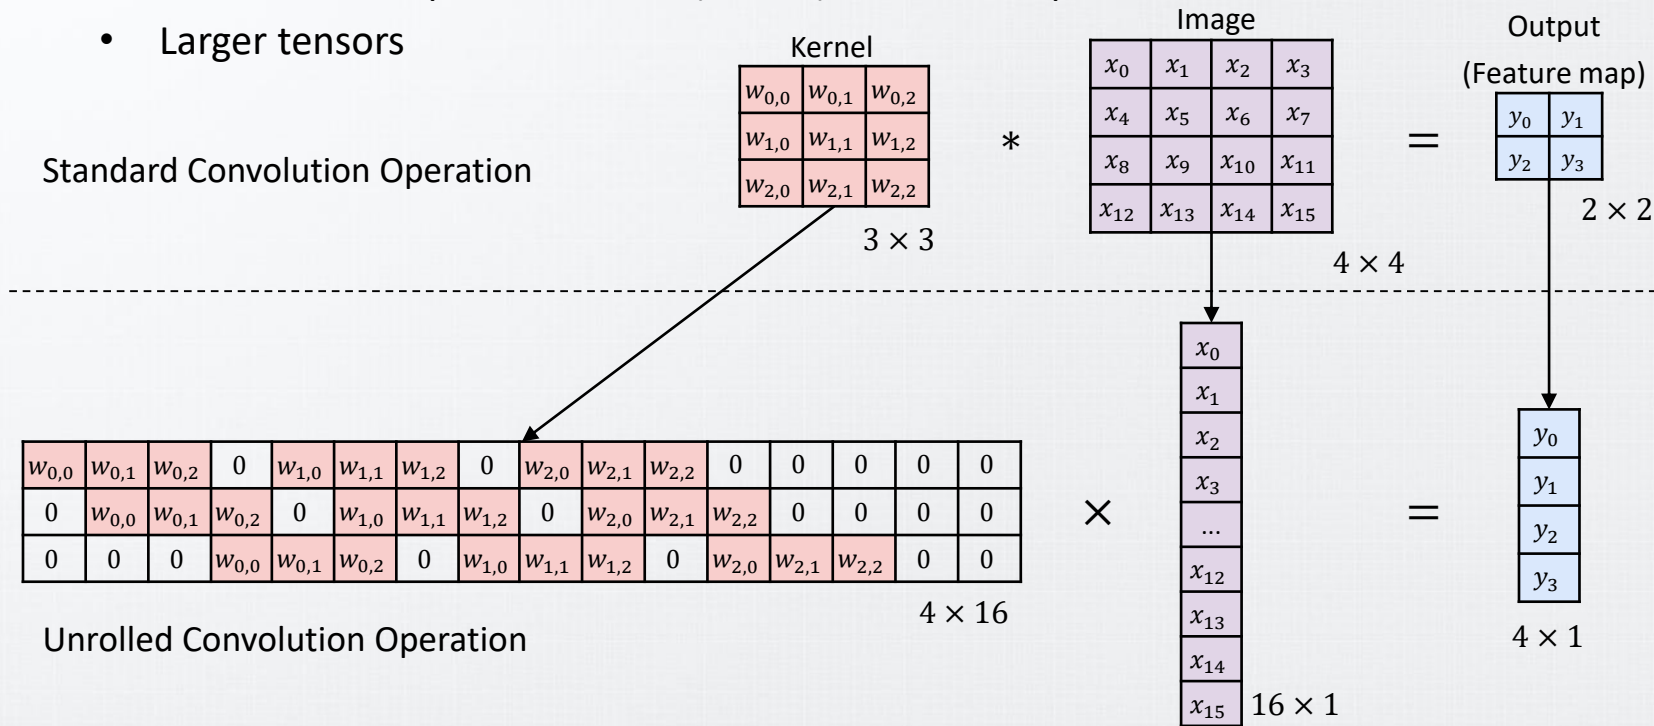 • Larger tensors
Kernel
Image
Output
(Feature map)
w0,0 w0,1 w0,2
w1,0 w1,1 w1,2
w2,0 w2,1 w2,2
3 × 3
*
x0 x1 x2 x3
x4 x5 x6 x7
x8 x9 x10 x11
x12 x13 x14 x15
4 × 4
=
y0 y1
y2 y3
2 × 2
Standard Convolution Operation
w0,0 w0,1 w0,2 0 w1,0 w1,1 w1,2 0 w2,0 w2,1 w2,2 0 0 0 0 0
0 w0,0 w0,1 w0,2 0 w1,0 w1,1 w1,2 0 w2,0 w2,1 w2,2 0 0 0 0
0 0 0 w0,0 w0,1 w0,2 0 w1,0 w1,1 w1,2 0 w2,0 w2,1 w2,2 0 0
4 × 16
×
x0
x1
x2
x3
...
x12
x13
x14
x15
16 × 1
=
y0
y1
y2
y3
4 × 1
Unrolled Convolution Operation